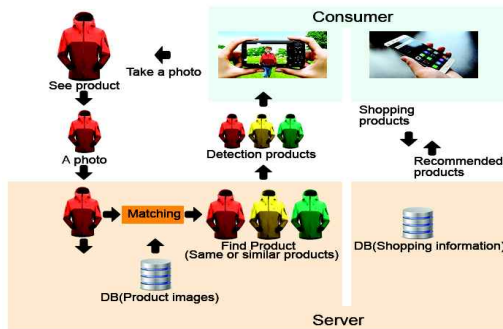 Consumer
Take a photo
See product
Shopping
products
A photo
Detection products
Recommended
products
Matching
Find Product
(Same or similar products)
DB(Shopping information)
DB(Product images)
Server